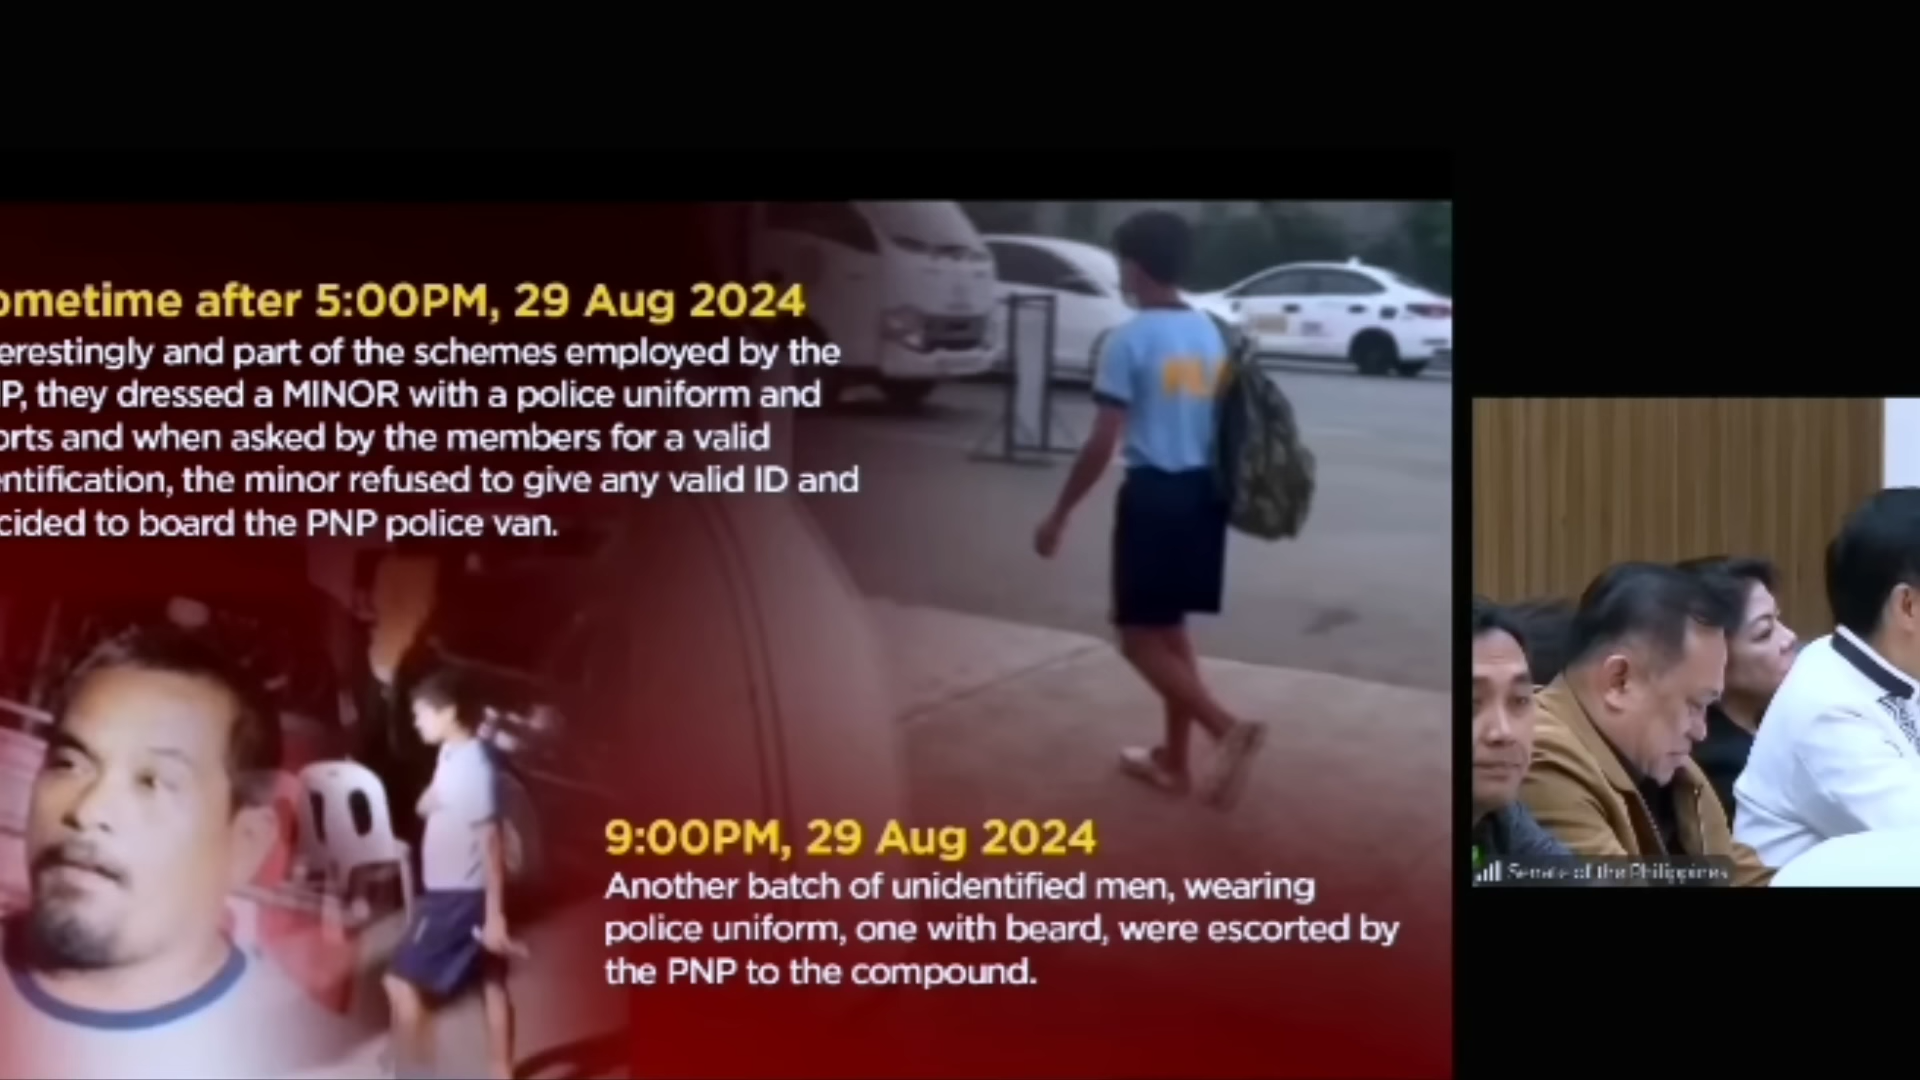 ometime after 5:00PM, 29 Aug 2024
erestingly and part of the schemes employed by the
P, they dressed a MINOR with a police uniform and
orts and when asked by the members for a valid
entification, the minor refused to give any valid ID and
cided to board the PNP police van.
9:00PM, 29 Aug 2024
Another batch of unidentified men, wearing
police uniform, one with beard, were escorted by
the PNP to the compound.
Senate of the Philippines